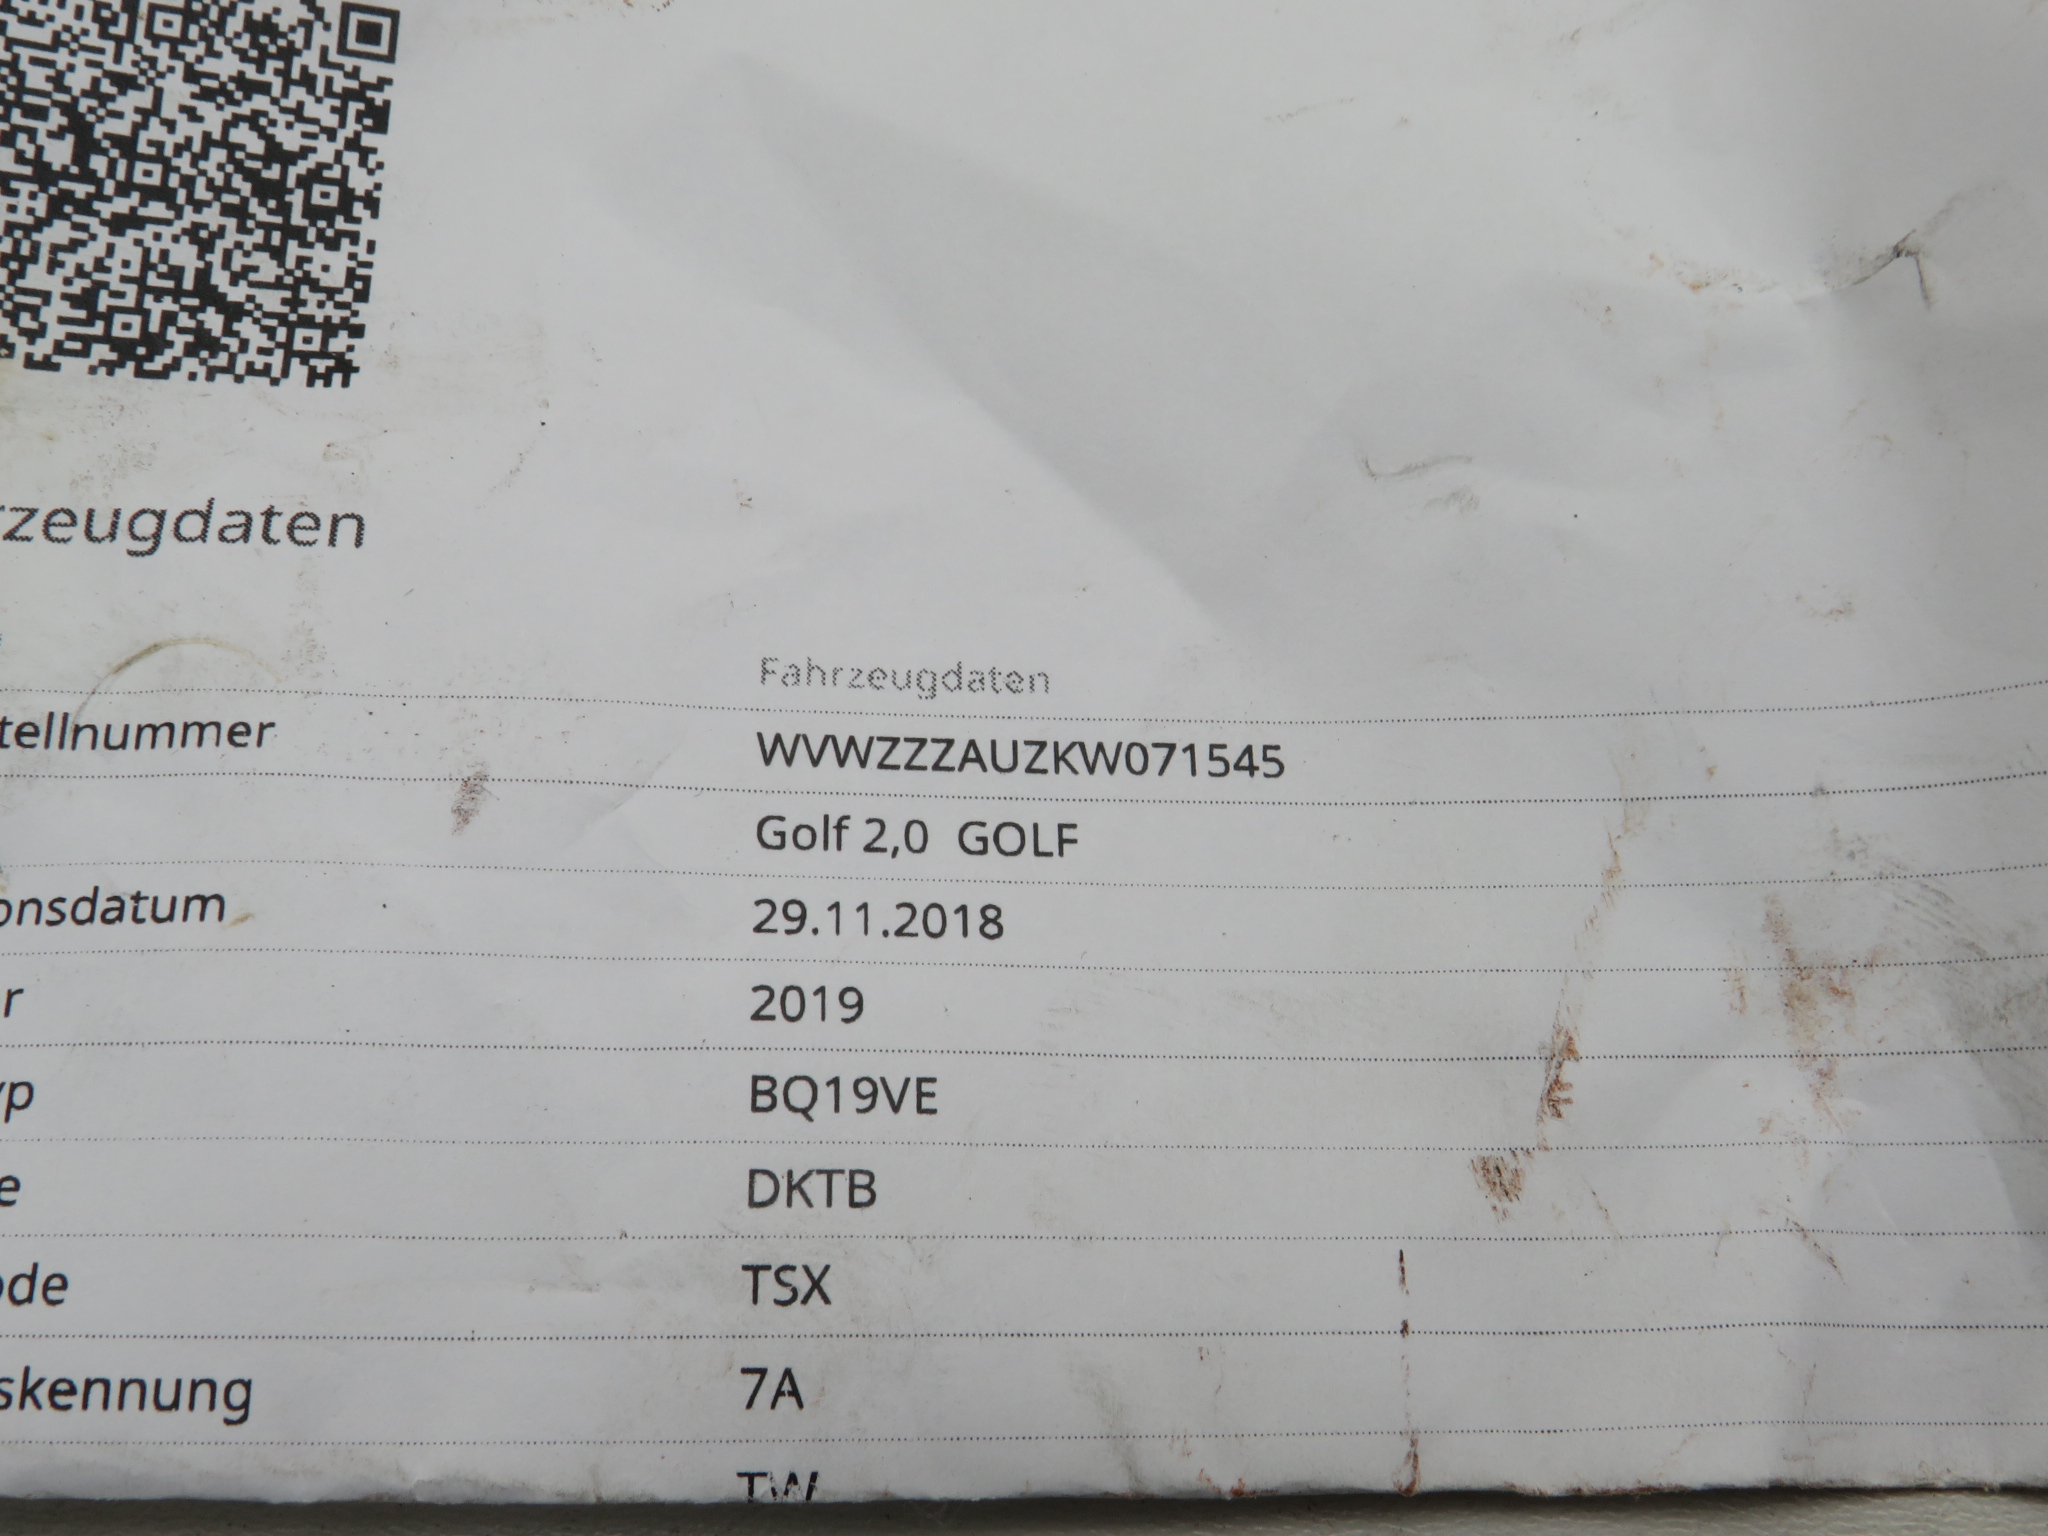 rzeugdaten
Fahrzeugdaten
tellnummer WVWZZZAUZKW071545
Golf 2,0 GOLF
onsdatum 29.11.2018
r 2019
yp BQ19VE
e DKTB
ode TSX
skennung 7A
TW